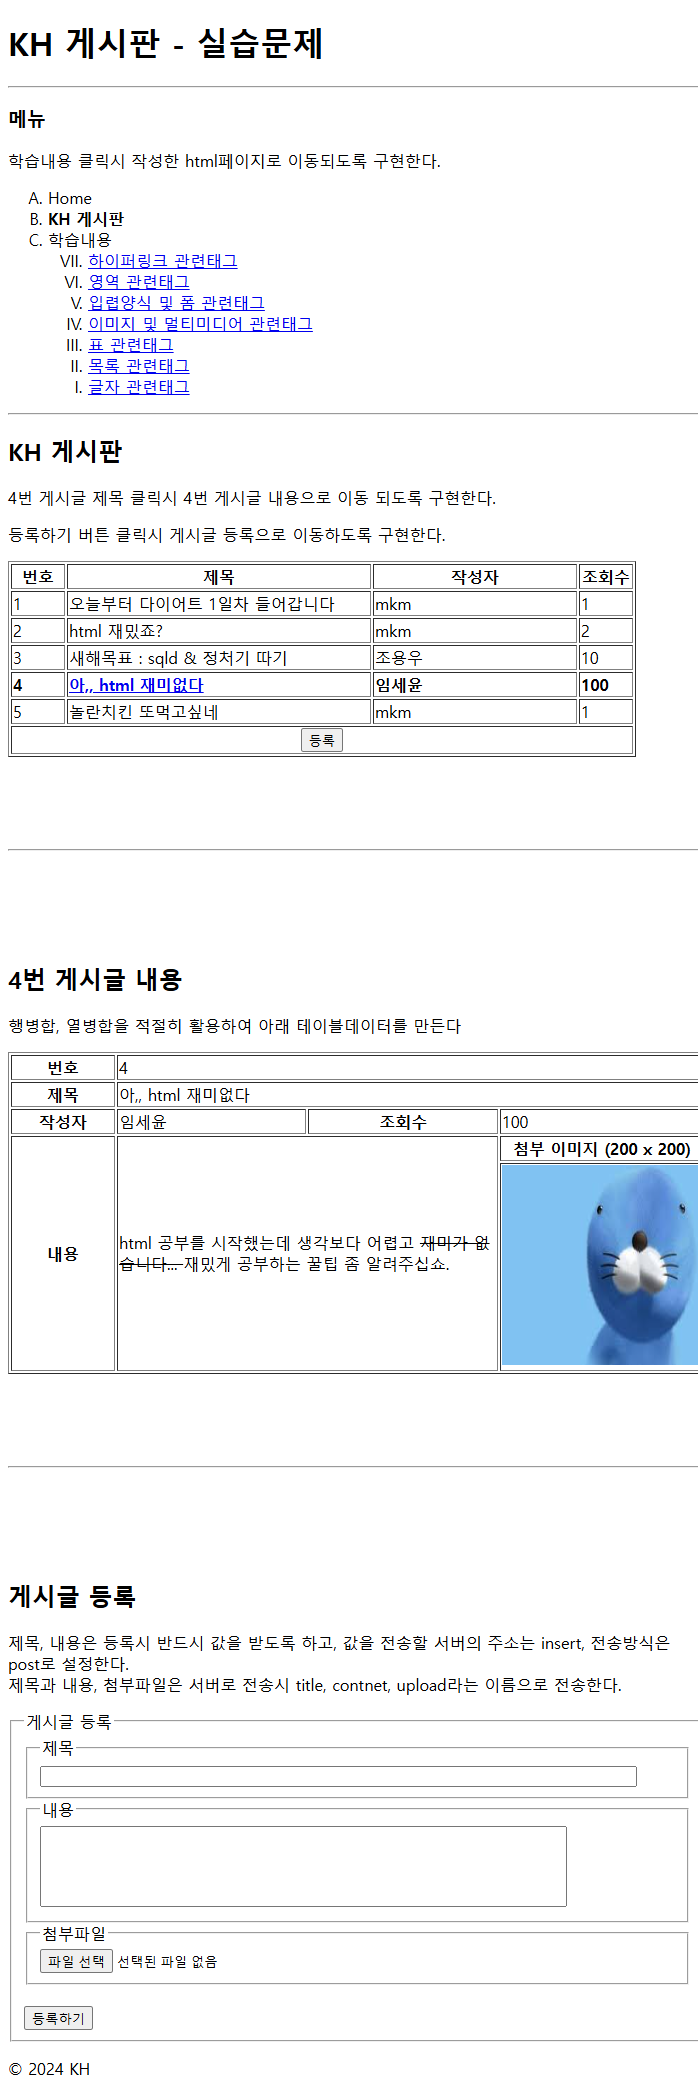 KH 게시판 - 실습문제
메뉴
학습내용 클릭시 작성한 html페이지로 이동되도록 구현한다.
A. Home
B. KH 게시판
C. 학습내용
VII. 하이퍼링크 관련태그
VI. 영역 관련태그
V. 입렵양식 및 폼 관련태그
IV. 이미지 및 멀티미디어 관련태그
III. 표 관련태그
II. 목록 관련태그
I. 글자 관련태그
KH 게시판
4번 게시글 제목 클릭시 4번 게시글 내용으로 이동 되도록 구현한다.
등록하기 버튼 클릭시 게시글 등록으로 이동하도록 구현한다.
번호 제목 작성자 조회수
1 오늘부터 다이어트 1일차 들어갑니다 mkm 1
2 html 재밌죠? mkm 2
3 새해목표 : sqld & 정처기 따기 조용우 10
4 아,, html 재미없다 임세윤 100
5 놀란치킨 또먹고싶네 mkm 1
등록
4번 게시글 내용
행병합, 열병합을 적절히 활용하여 아래 테이블데이터를 만든다
번호 4
제목 아,, html 재미없다
작성자 임세윤 조회수 100
첨부 이미지 (200 x 200)
내용 html 공부를 시작했는데 생각보다 어렵고 재미가 없
습니다... 재밌게 공부하는 꿀팁 좀 알려주십쇼.
게시글 등록
제목, 내용은 등록시 반드시 값을 받도록 하고, 값을 전송할 서버의 주소는 insert, 전송방식은
post로 설정한다.
제목과 내용, 첨부파일은 서버로 전송시 title, contnet, upload라는 이름으로 전송한다.
게시글 등록
제목
내용
첨부파일
파일 선택 선택된 파일 없음
등록하기
© 2024 KH